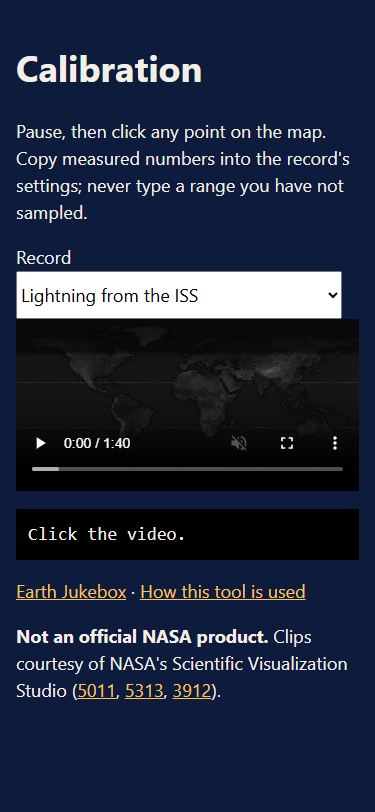 Calibration
Pause, then click any point on the map.
Copy measured numbers into the record's
settings; never type a range you have not
sampled.
Record
Lightning from the ISS
0:00 / 1:40
Click the video.
Earth Jukebox · How this tool is used
Not an official NASA product. Clips
courtesy of NASA's Scientific Visualization
Studio (5011, 5313, 3912).